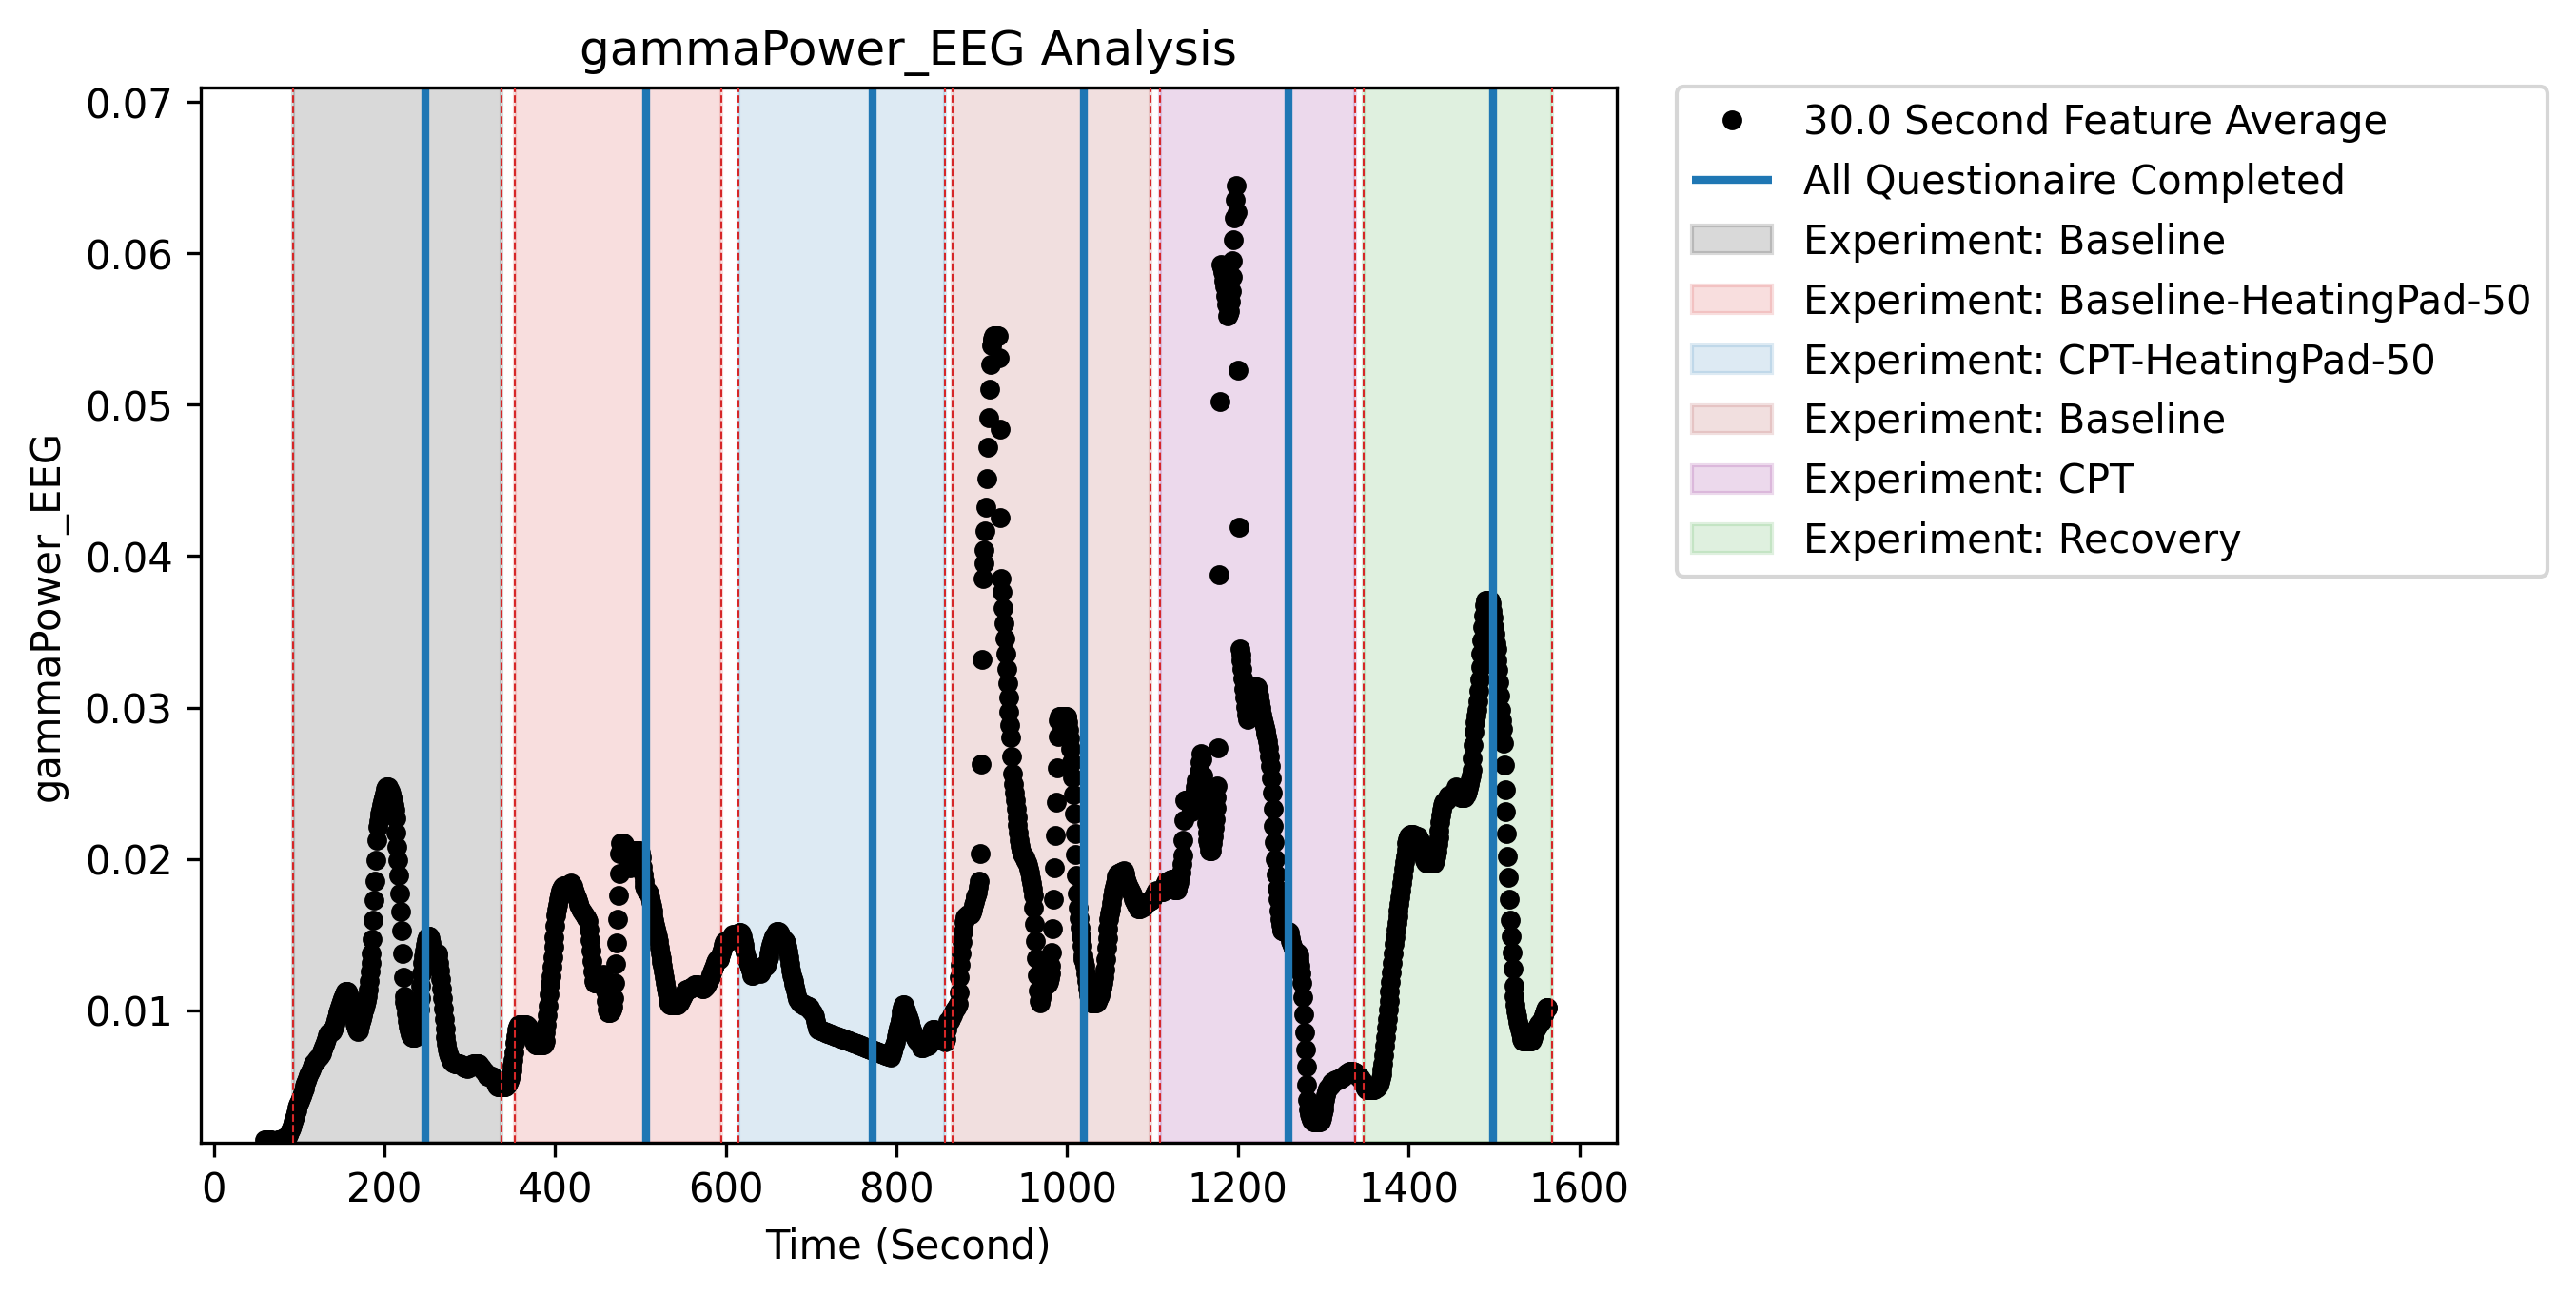 gammaPower_EEG Analysis
gammaPower_EEG
0.07
0.06
0.05
0.04
0.03
0.02
0.01
0 200 400 600 800 1000 1200 1400 1600
Time (Second)
30.0 Second Feature Average
All Questionaire Completed
Experiment: Baseline
Experiment: Baseline-HeatingPad-50
Experiment: CPT-HeatingPad-50
Experiment: Baseline
Experiment: CPT
Experiment: Recovery